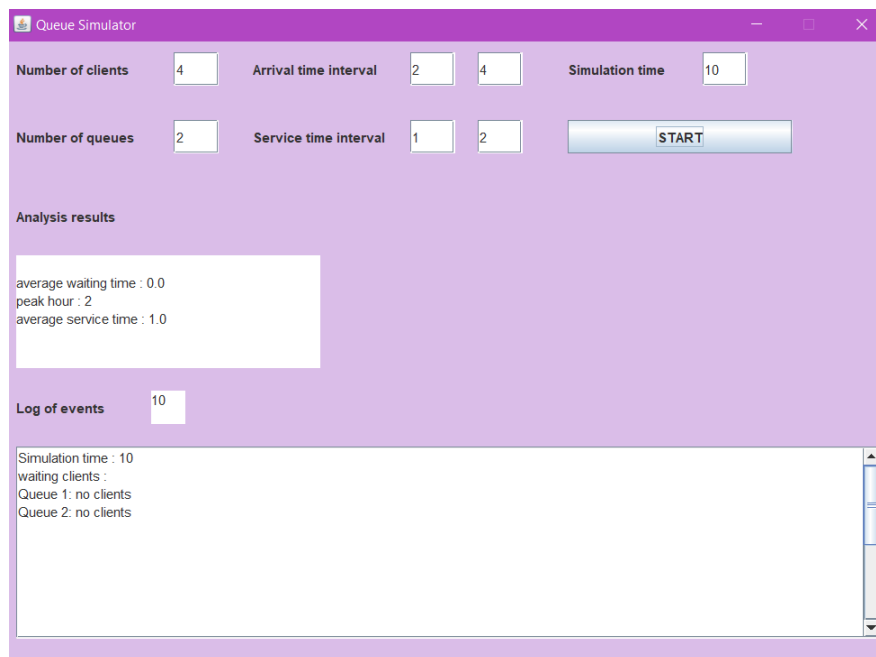 Queue Simulator
Number of clients 4 Arrival time interval 2 4 Simulation time 10
Number of queues 2 Service time interval 1 2 START
Analysis results
average waiting time : 0.0
peak hour : 2
average service time : 1.0
Log of events 10
Simulation time : 10
waiting clients :
Queue 1: no clients
Queue 2: no clients